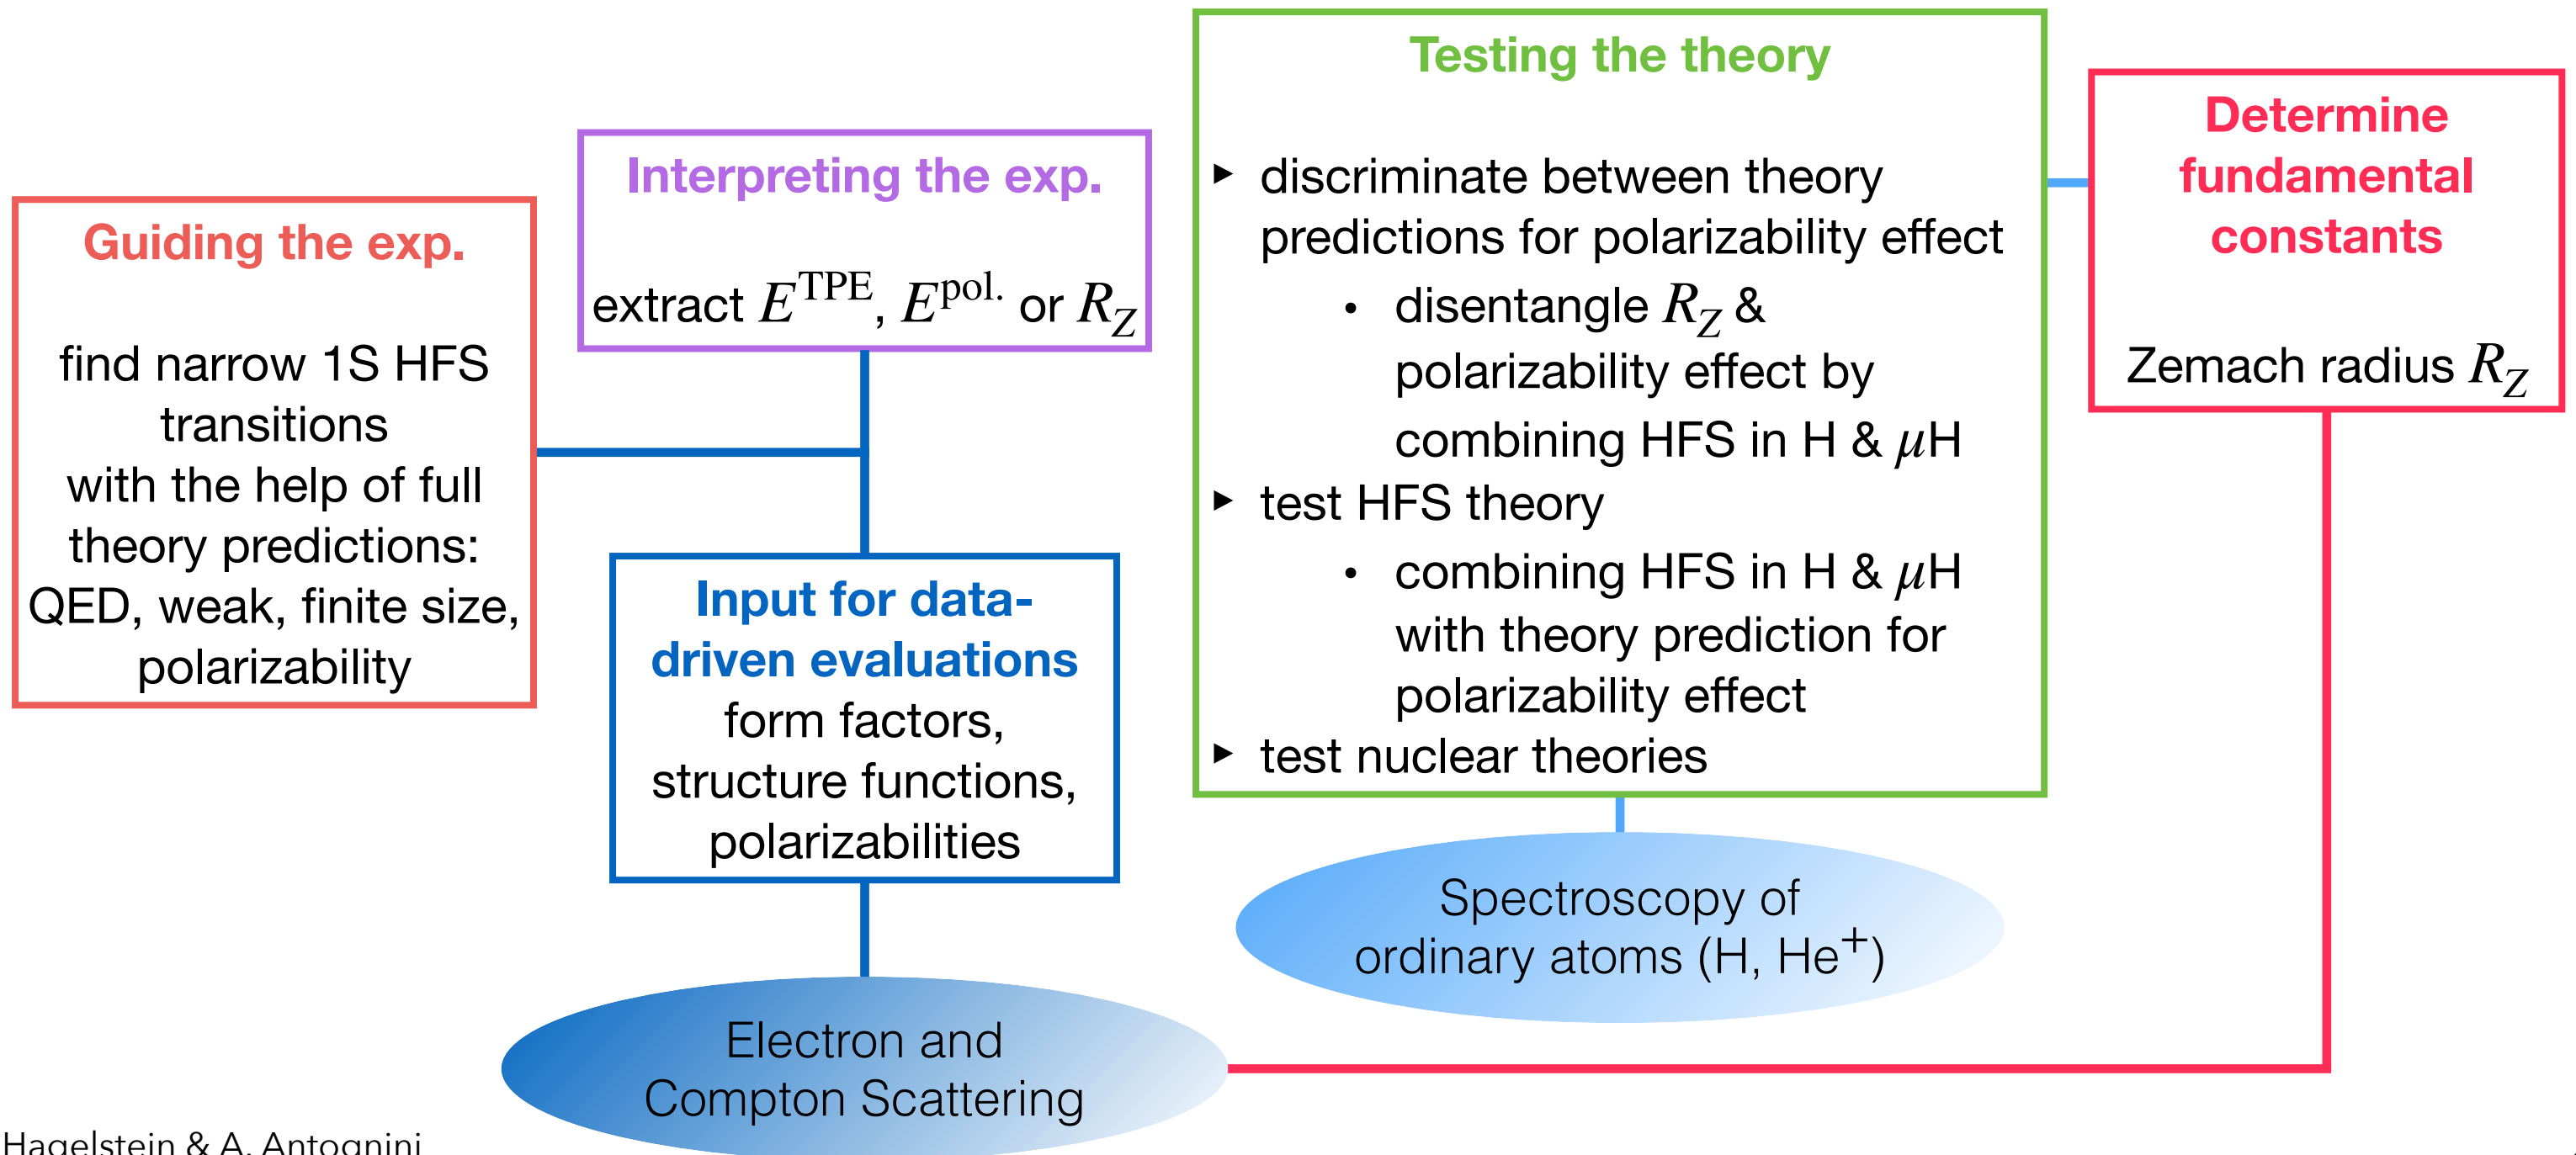 Guiding the exp.
find narrow 1S HFS
transitions
with the help of full
theory predictions:
QED, weak, finite size,
polarizability
Interpreting the exp.
extract E^TPE, E^pol. or R_Z
Input for data-
driven evaluations
form factors,
structure functions,
polarizabilities
Testing the theory
▸ discriminate between theory
predictions for polarizability effect
• disentangle R_Z &
polarizability effect by
combining HFS in H & μH
▸ test HFS theory
• combining HFS in H & μH
with theory prediction for
polarizability effect
▸ test nuclear theories
Determine
fundamental
constants
Zemach radius R_Z
Spectroscopy of
ordinary atoms (H, He⁺)
Electron and
Compton Scattering
Hagelstein & A. Antognini